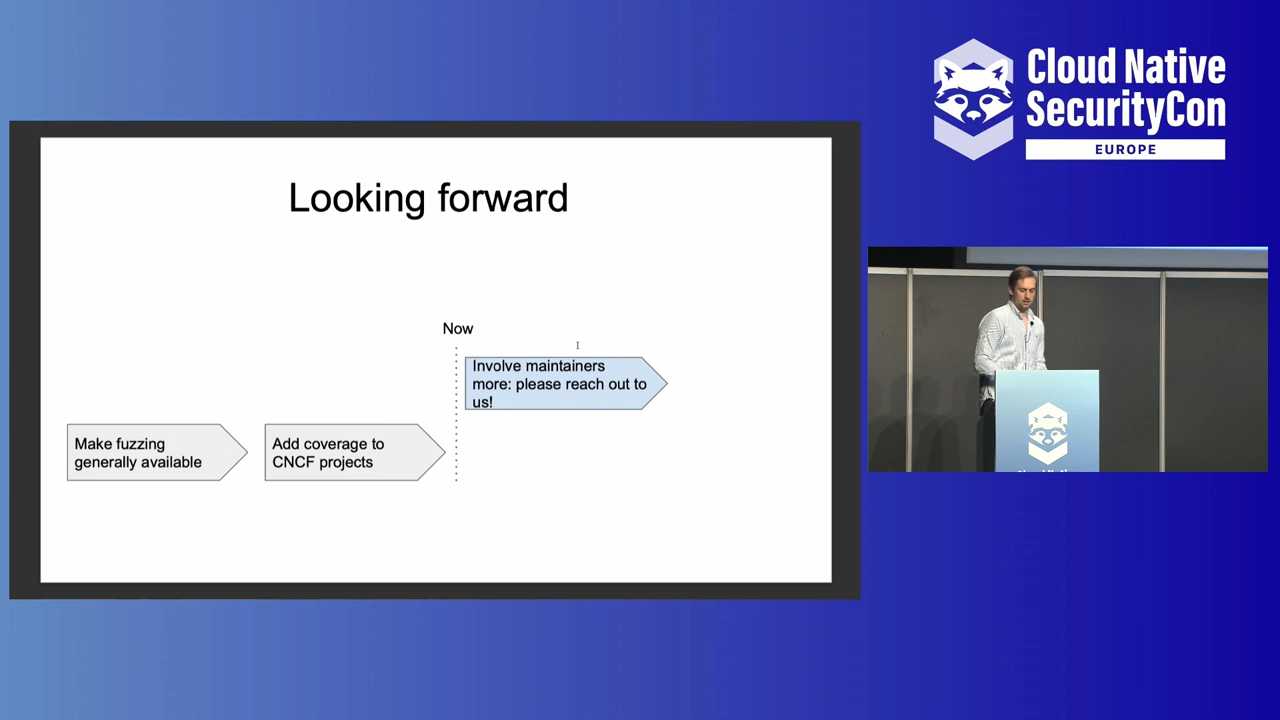 Cloud Native
SecurityCon
EUROPE
Looking forward
Now
Involve maintainers
more: please reach out to
us!
Make fuzzing
generally available
Add coverage to
CNCF projects